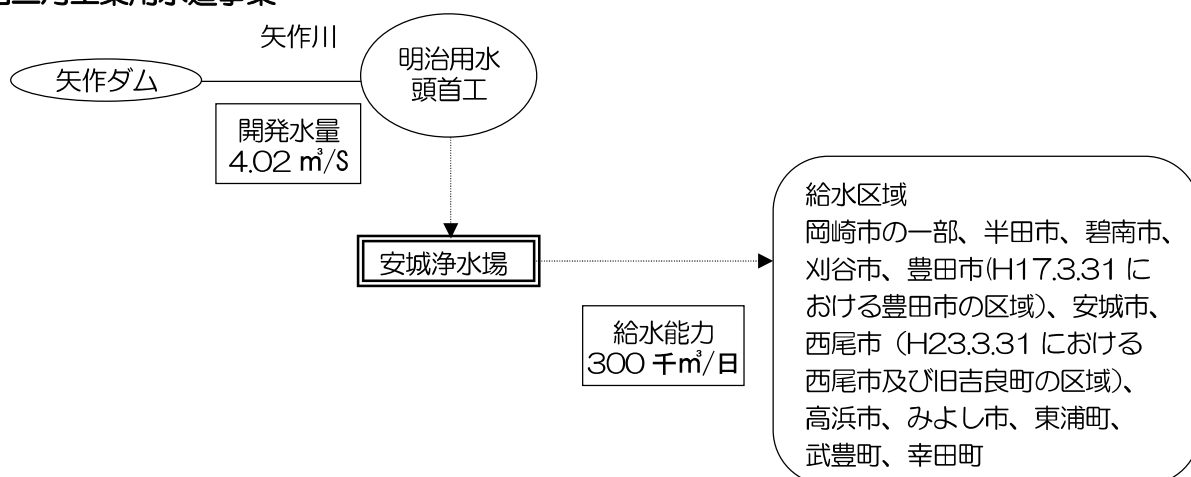 矢作川
矢作ダム
明治用水
頭首工
開発水量
4.02 ㎥/S
安城浄水場
給水能力
300 千㎥/日
給水区域
岡崎市の一部、半田市、碧南市、
刈谷市、豊田市(H17.3.31 に
おける豊田市の区域)、安城市、
西尾市（H23.3.31 における
西尾市及び旧吉良町の区域)、
高浜市、みよし市、東浦町、
武豊町、幸田町